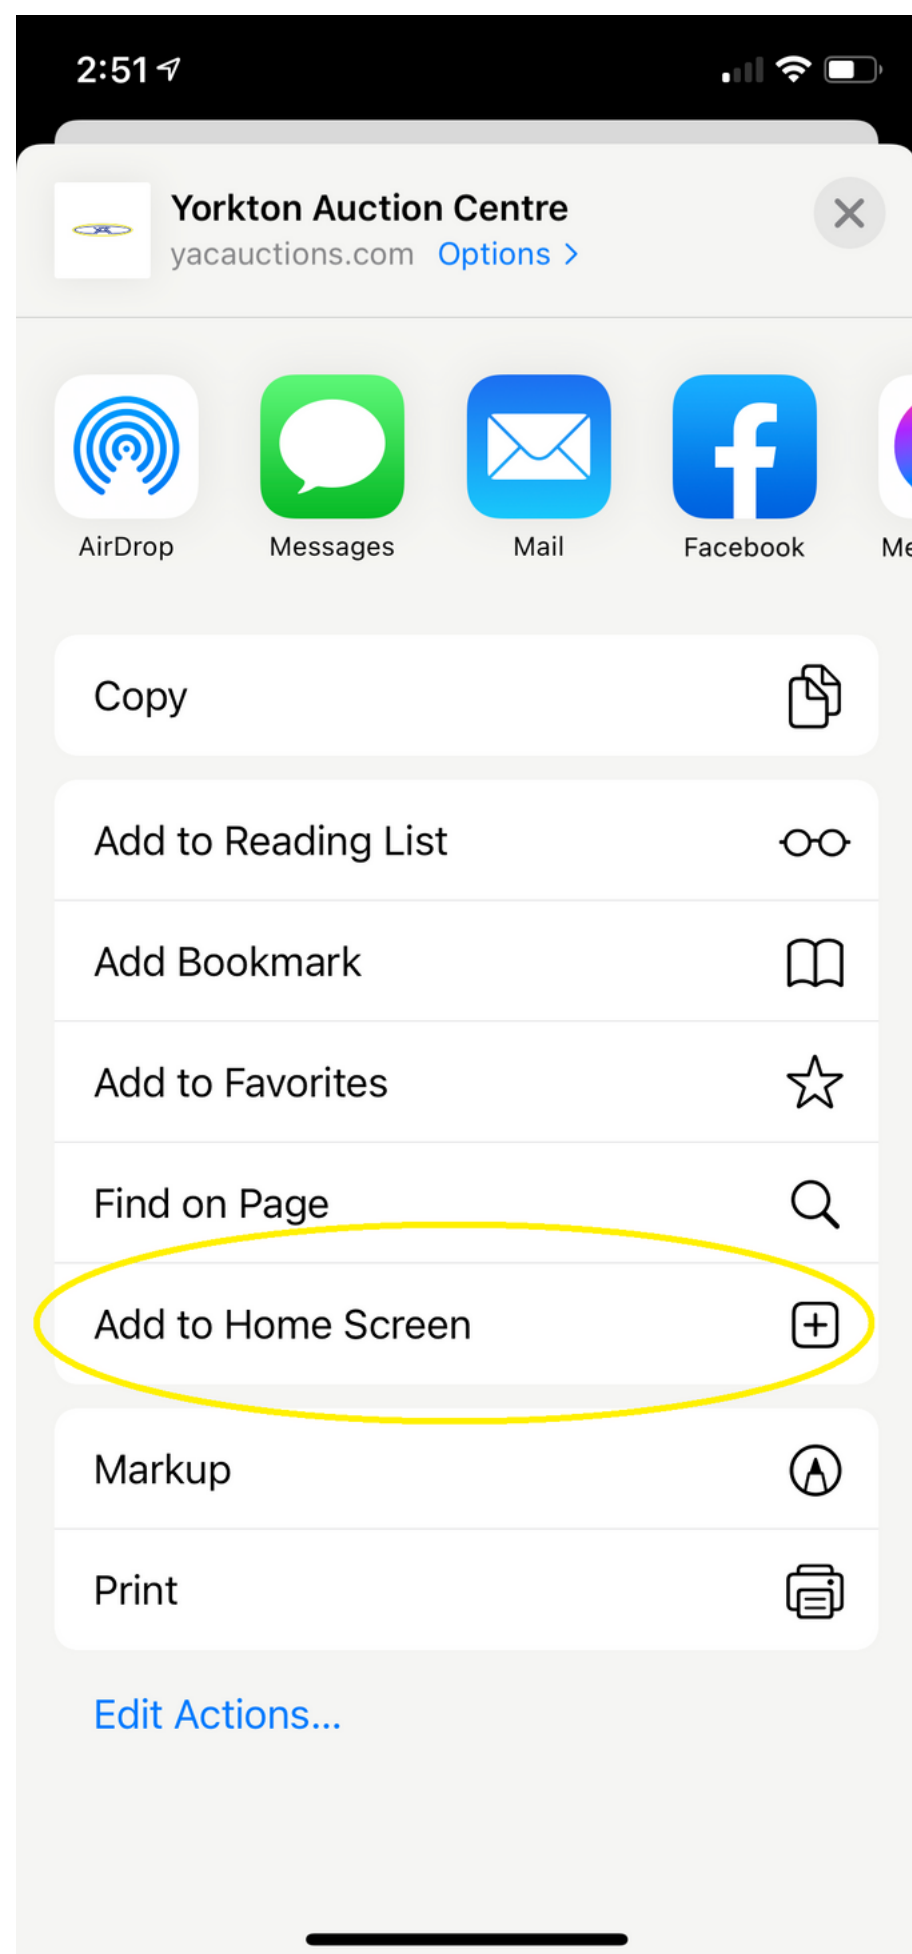 2:51
Yorkton Auction Centre
yacauctions.com Options >
AirDrop Messages Mail Facebook Me
Copy
Add to Reading List
Add Bookmark
Add to Favorites
Find on Page
Add to Home Screen
Markup
Print
Edit Actions...